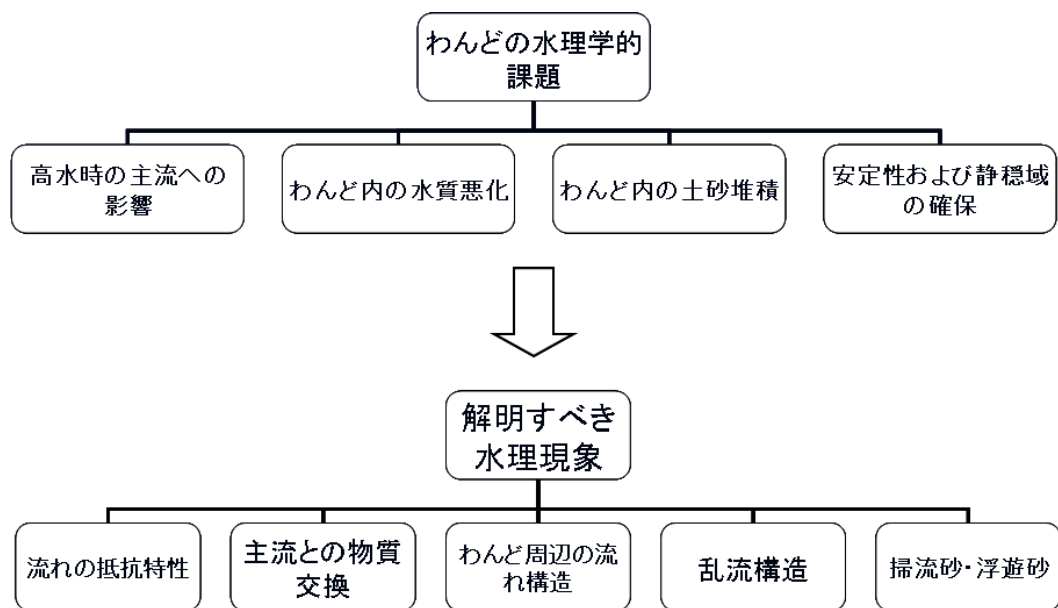 わんどの水理学的
課題
高水時の主流への
影響
わんど内の水質悪化
わんど内の土砂堆積
安定性および静穏域
の確保
解明すべき
水理現象
流れの抵抗特性
主流との物質
交換
わんど周辺の流
れ構造
乱流構造
掃流砂・浮遊砂